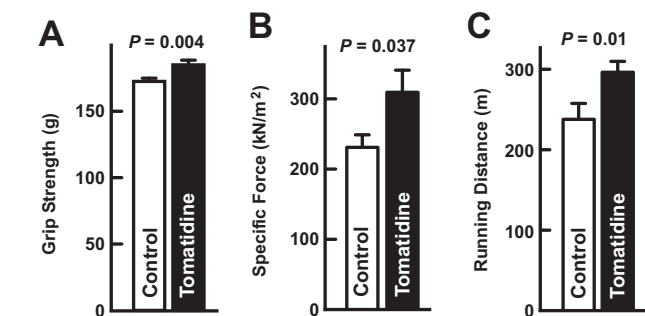 A
P = 0.004
Grip Strength (g)
150
100
50
0
Control
Tomatidine
B
P = 0.037
Specific Force (kN/m²)
300
200
100
0
Control
Tomatidine
C
P = 0.01
Running Distance (m)
300
200
100
0
Control
Tomatidine